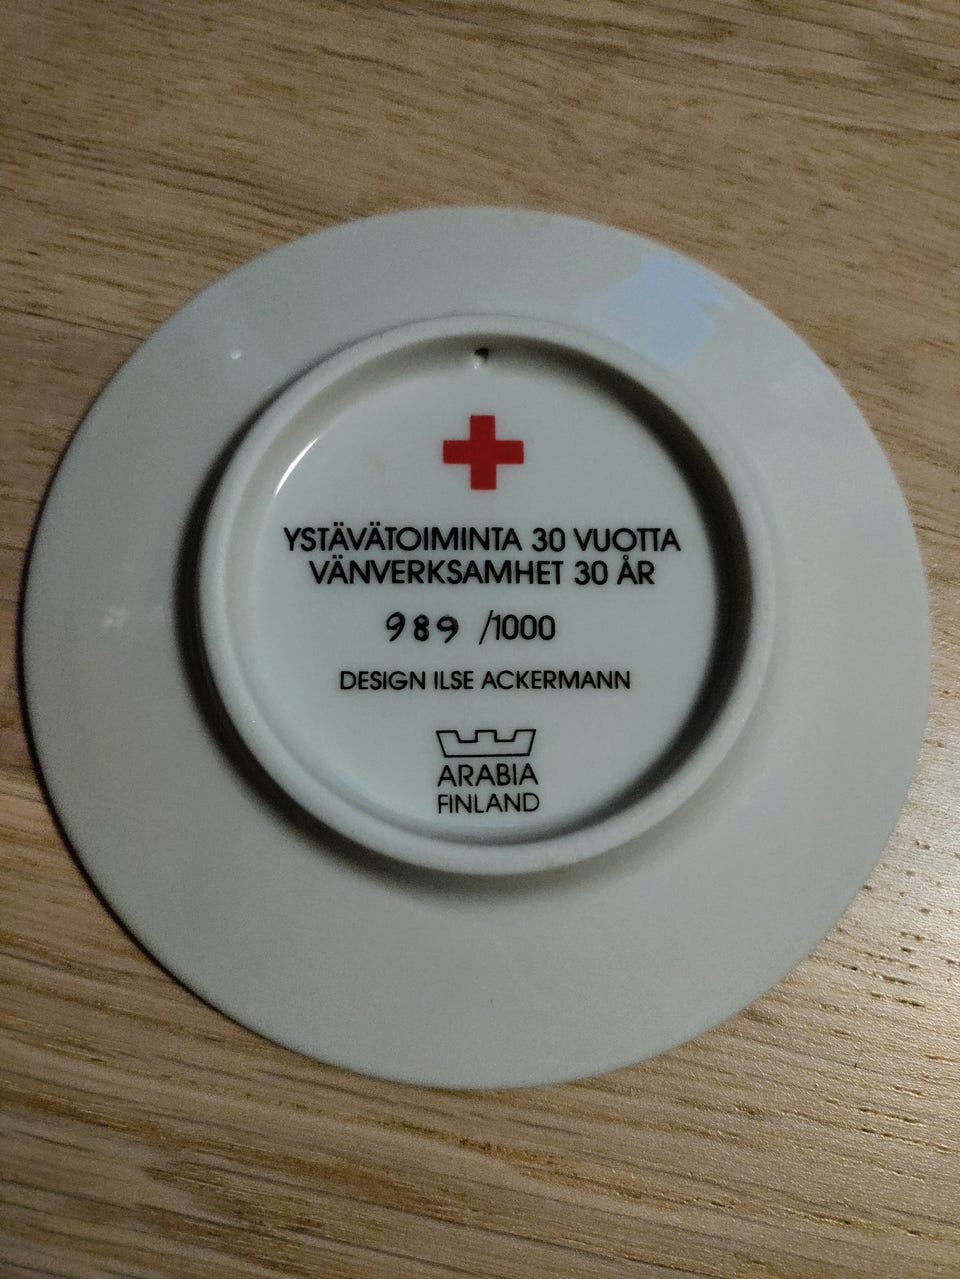 YSTÄVÄTOIMINTA 30 VUOTTA
VÄNVERKSAMHET 30 ÅR
989 /1000
DESIGN ILSE ACKERMANN
ARABIA
FINLAND